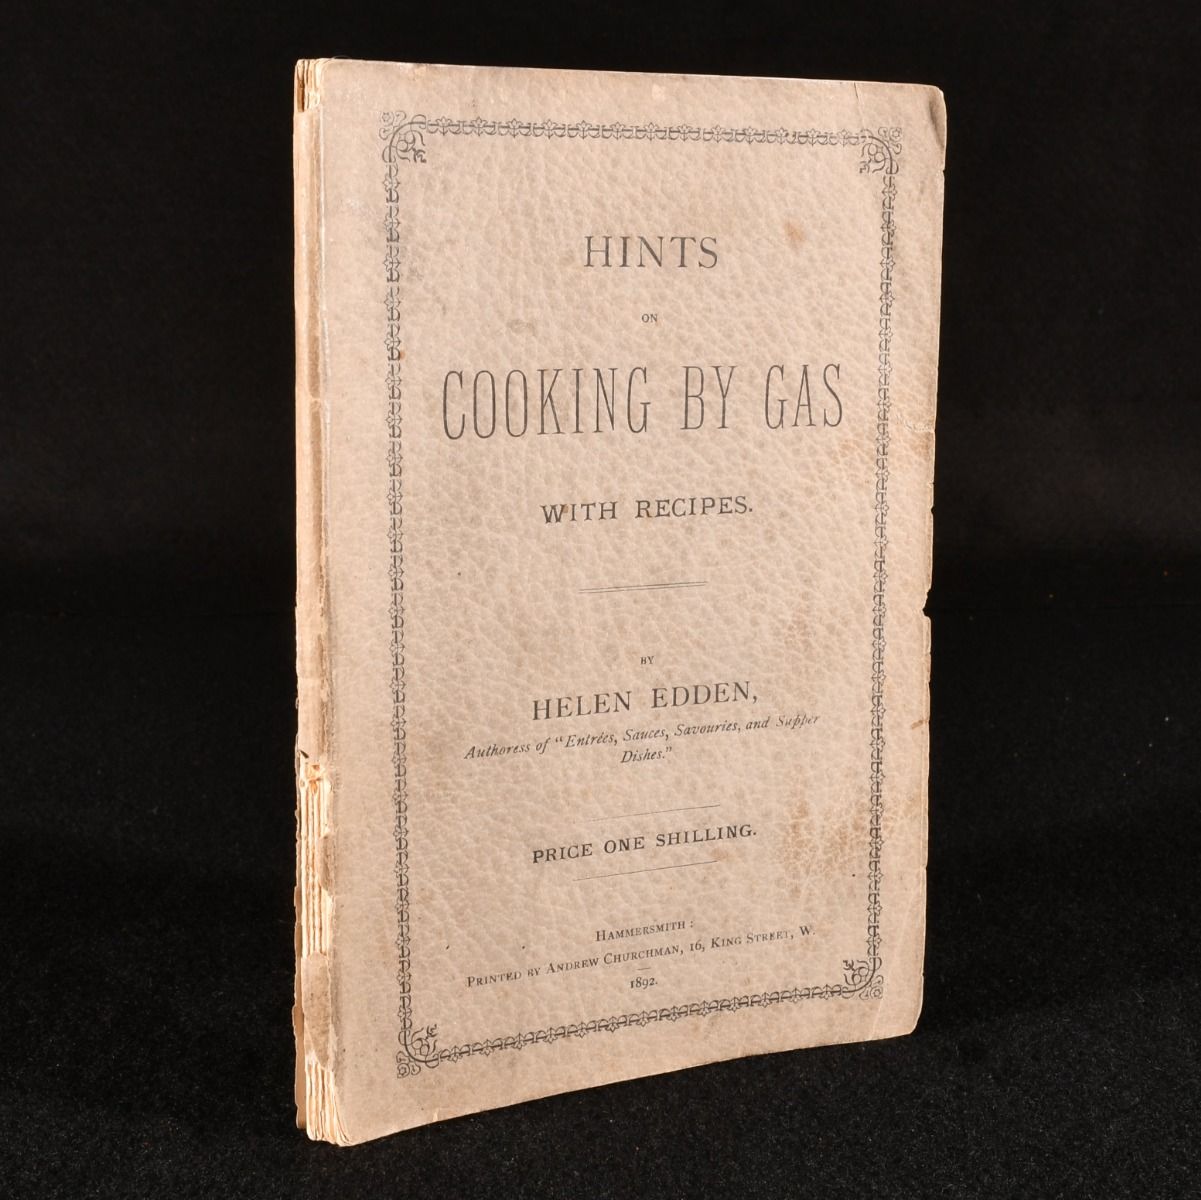 HINTS
ON
COOKING BY GAS
WITH RECIPES.
BY
HELEN EDDEN,
Authoress of "Entrées, Sauces, Savouries, and Supper
Dishes."
PRICE ONE SHILLING.
HAMMERSMITH:
PRINTED BY ANDREW CHURCHMAN, 16, KING STREET, W.
1892.